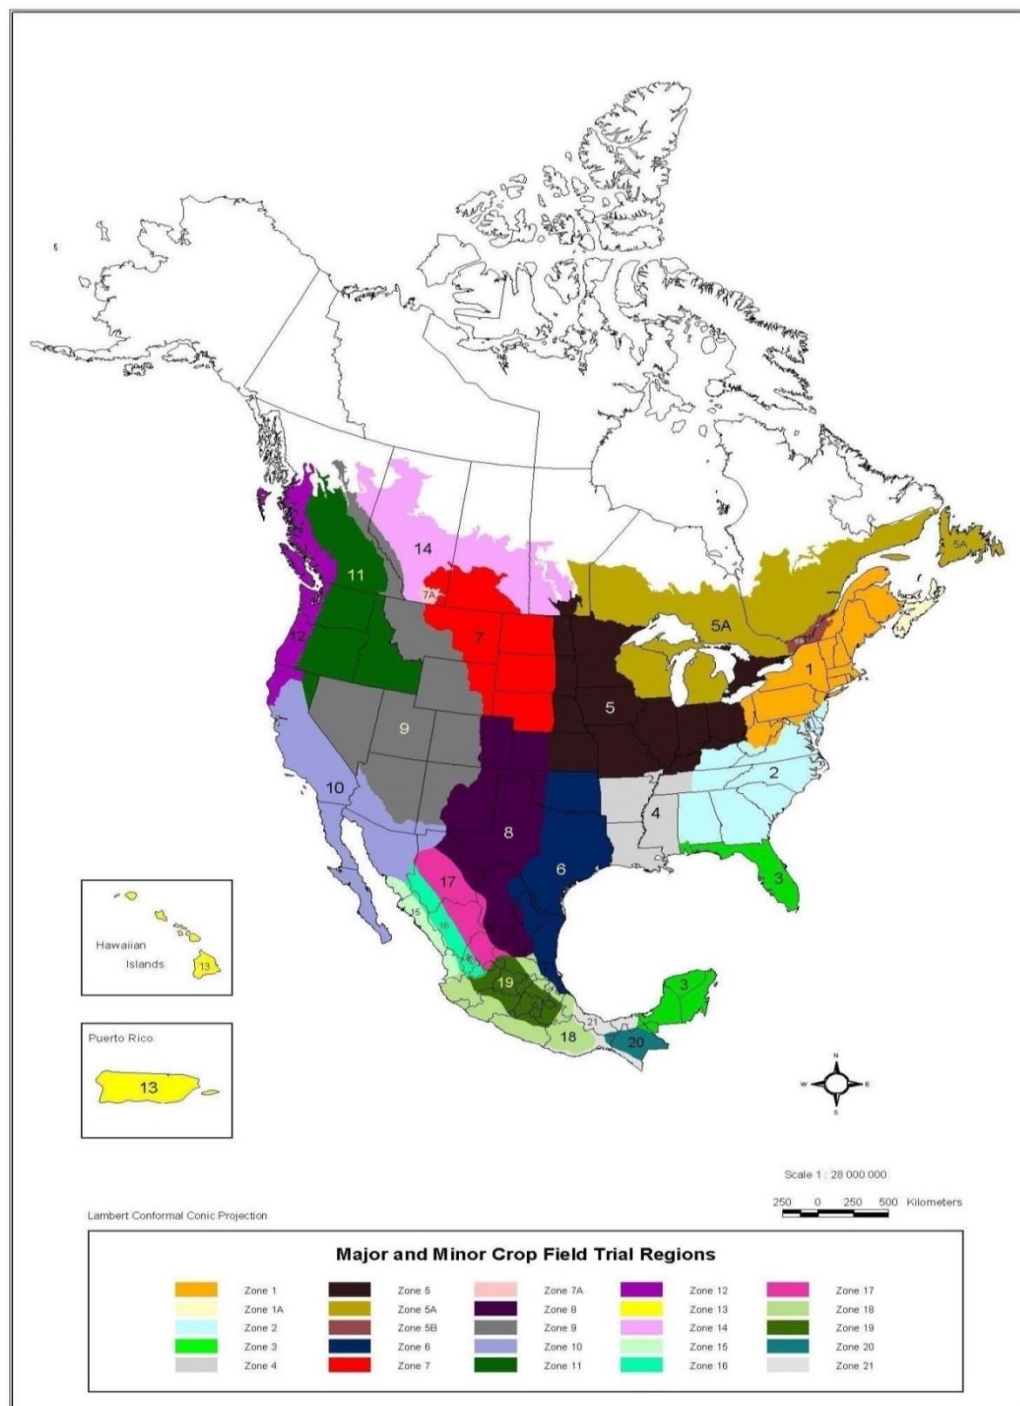 14
11
7A
7
12
5A
5A
1A
5B
1
5
9
2
10
4
8
6
3
17
15
16
Hawaiian
Islands
13
19
3
21
18
20
Puerto Rico
13
N
W
E
S
Scale 1 : 28 000 000
250 0 250 500 Kilometers
Lambert Conformal Conic Projection
Major and Minor Crop Field Trial Regions
Zone 1 Zone 5 Zone 7A Zone 12 Zone 17
Zone 1A Zone 5A Zone 8 Zone 13 Zone 18
Zone 2 Zone 5B Zone 9 Zone 14 Zone 19
Zone 3 Zone 6 Zone 10 Zone 15 Zone 20
Zone 4 Zone 7 Zone 11 Zone 16 Zone 21